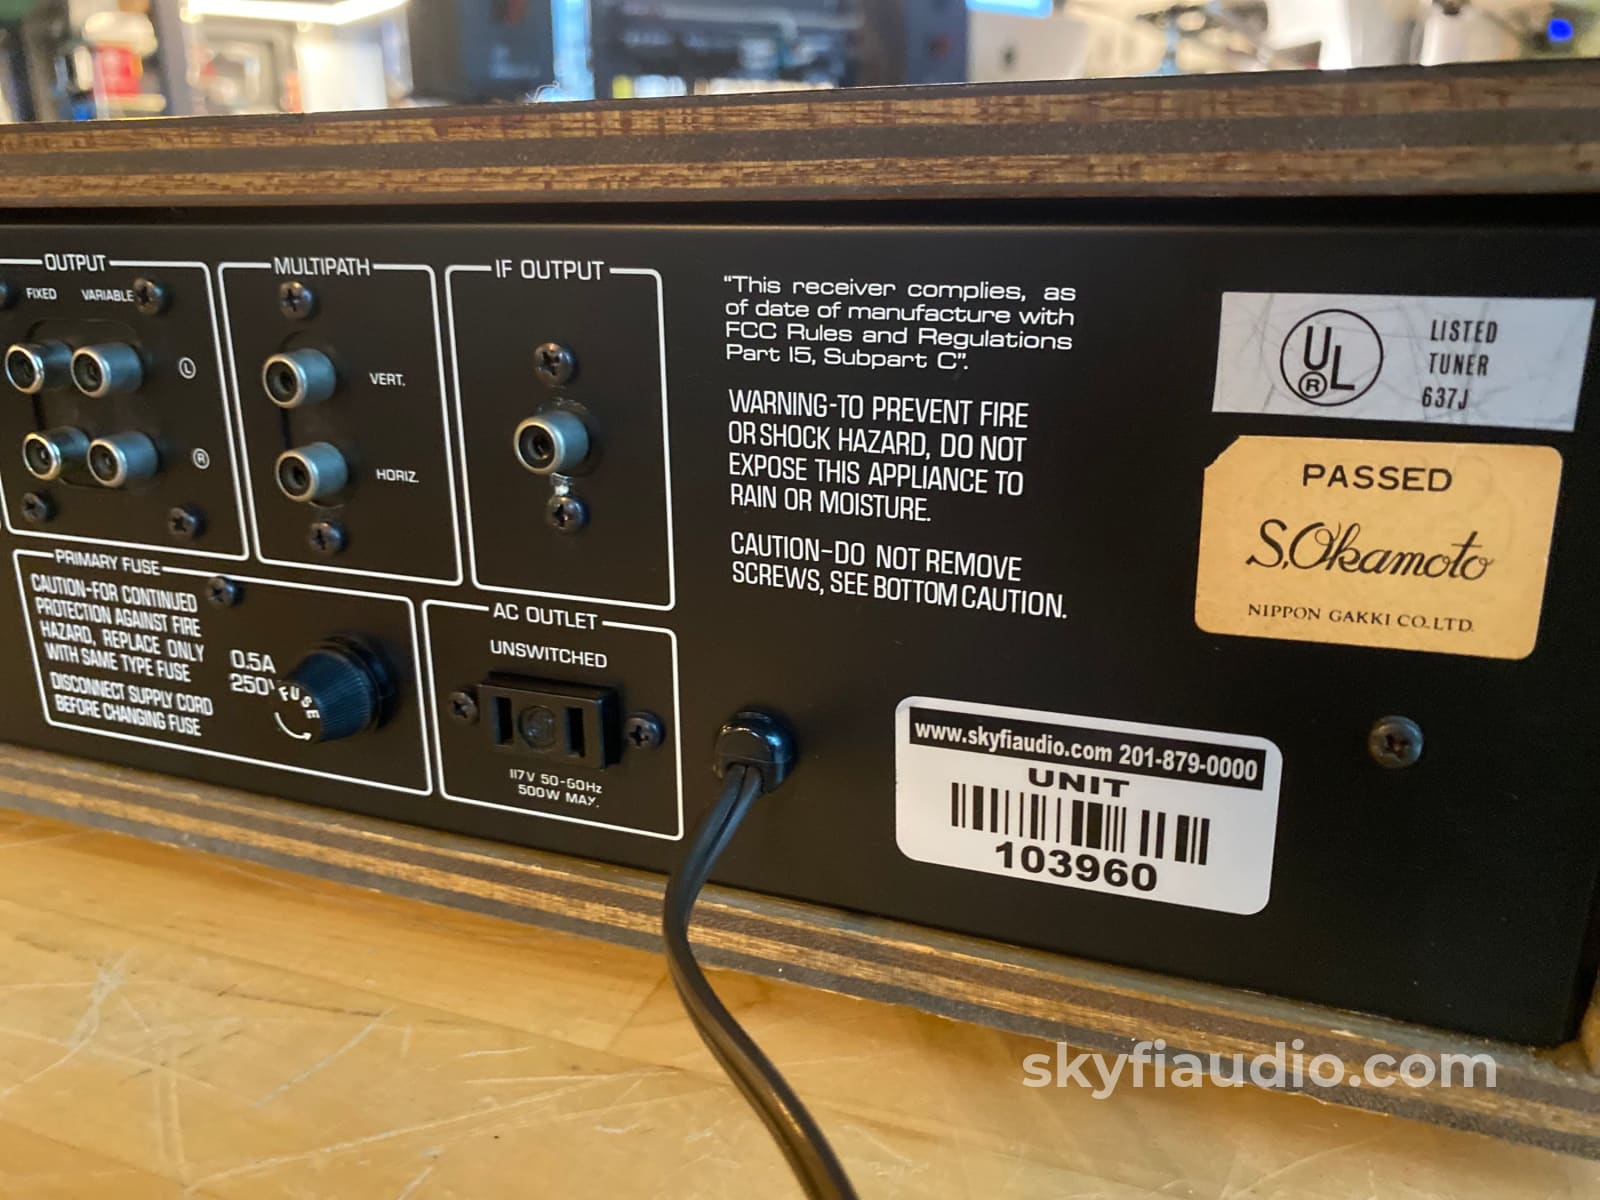 OUTPUT
FIXED VARIABLE
L
R
MULTIPATH
VERT.
HORIZ.
IF OUTPUT
"This receiver complies, as
of date of manufacture with
FCC Rules and Regulations
Part 15, Subpart C".
WARNING-TO PREVENT FIRE
OR SHOCK HAZARD, DO NOT
EXPOSE THIS APPLIANCE TO
RAIN OR MOISTURE.
CAUTION-DO NOT REMOVE
SCREWS, SEE BOTTOM CAUTION.
UL
R
LISTED
TUNER
637J
PASSED
S.Okamoto
NIPPON GAKKI CO.LTD.
PRIMARY FUSE
CAUTION-FOR CONTINUED
PROTECTION AGAINST FIRE
HAZARD, REPLACE ONLY
WITH SAME TYPE FUSE
DISCONNECT SUPPLY CORD
BEFORE CHANGING FUSE
0.5A
250V
FUSE
AC OUTLET
UNSWITCHED
117V 50-60Hz
500W MAX.
www.skyfiaudio.com 201-879-0000
UNIT
103960
skyfiaudio.com